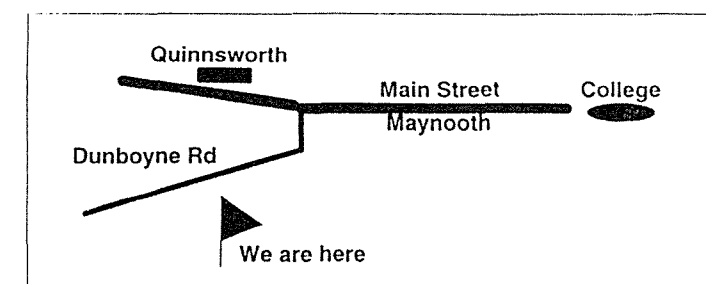 Quinnsworth
Main Street
College
Maynooth
Dunboyne Rd
We are here